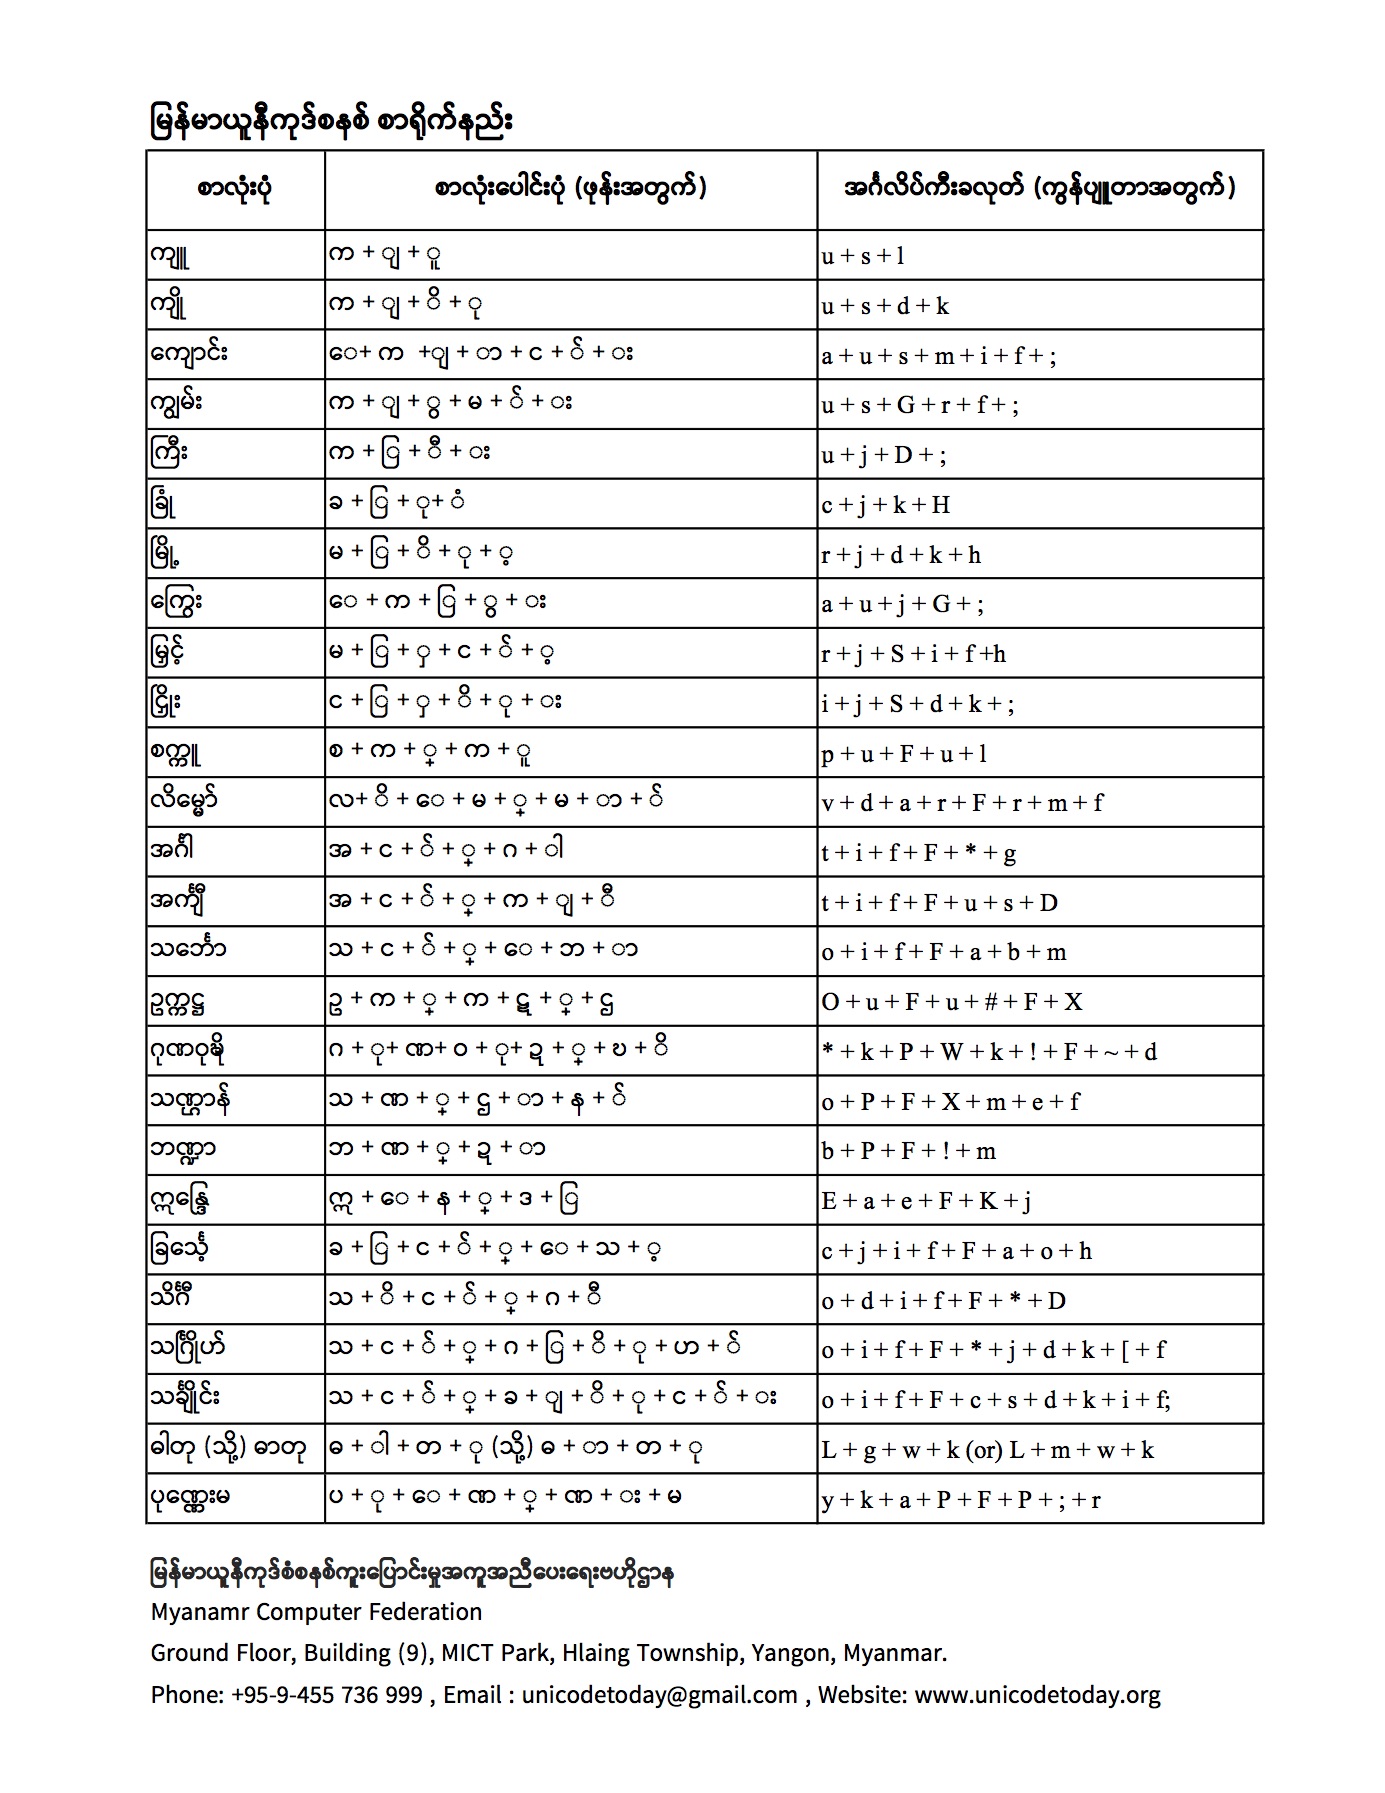 မြန်မာယူနီကုဒ်စနစ် စာရိုက်နည်း
စာလုံးပုံ စာလုံးပေါင်းပုံ (ဖုန်းအတွက်) အင်္ဂလိပ်ကီးခလုတ် (ကွန်ပျူတာအတွက်)
ကျူ က + ျ + ူ u + s + l
ကျို က + ျ + ိ + ု u + s + d + k
ကျောင်း ေ+ က +ျ + ာ + င + ် + း a + u + s + m + i + f + ;
ကျွမ်း က + ျ + ွ + မ + ် + း u + s + G + r + f + ;
ကြီး က + ြ + ီ + း u + j + D + ;
ခြုံ ခ + ြ + ု+ ံ c + j + k + H
မြို့ မ + ြ + ိ + ု + ့ r + j + d + k + h
ကြွေး ေ + က + ြ + ွ + း a + u + j + G + ;
မြှင့် မ + ြ + ှ + င + ် + ့ r + j + S + i + f +h
ငြှိုး င + ြ + ှ + ိ + ု + း i + j + S + d + k + ;
စက္ကူ စ + က + ္ + က + ူ p + u + F + u + l
လိမ္မော် လ+ ိ + ေ + မ + ္ + မ + ာ + ် v + d + a + r + F + r + m + f
အင်္ဂါ အ + င + ် + ္ + ဂ + ါ t + i + f + F + * + g
အင်္ကျီ အ + င + ် + ္ + က + ျ + ီ t + i + f + F + u + s + D
သင်္ဘော သ + င + ် + ္ + ေ + ဘ + ာ o + i + f + F + a + b + m
ဥက္ကဋ္ဌ ဥ + က + ္ + က + ဋ + ္ + ဌ O + u + F + u + # + F + X
ဂုဏဝုဍ္ဎိ ဂ + ု+ ဏ+ ဝ + ု+ ဍ + ္ + ဎ + ိ * + k + P + W + k + ! + F + ~ + d
သဏ္ဌာန် သ + ဏ + ္ + ဌ + ာ + န + ် o + P + F + X + m + e + f
ဘဏ္ဍာ ဘ + ဏ + ္ + ဍ + ာ b + P + F + ! + m
ဣန္ဒြေ ဣ + ေ + န + ္ + ဒ + ြ E + a + e + F + K + j
ခြင်္သေ့ ခ + ြ + င + ် + ္ + ေ + သ + ့ c + j + i + f + F + a + o + h
သိင်္ဂီ သ + ိ + င + ် + ္ + ဂ + ီ o + d + i + f + F + * + D
သင်္ဂြိုဟ် သ + င + ် + ္ + ဂ + ြ + ိ + ု + ဟ + ် o + i + f + F + * + j + d + k + [ + f
သင်္ချိုင်း သ + င + ် + ္ + ခ + ျ + ိ + ု + င + ် + း o + i + f + F + c + s + d + k + i + f;
ဓါတု (သို့) ဓာတု ဓ + ါ + တ + ု (သို့) ဓ + ာ + တ + ု L + g + w + k (or) L + m + w + k
ပုဏ္ဏေးမ ပ + ု + ေ + ဏ + ္ + ဏ + း + မ y + k + a + P + F + P + ; + r
မြန်မာယူနီကုဒ်စံစနစ်ကူးပြောင်းမှုအကူအညီပေးရေးဗဟိုဌာန
Myanamr Computer Federation
Ground Floor, Building (9), MICT Park, Hlaing Township, Yangon, Myanmar.
Phone: +95-9-455 736 999 , Email : unicodetoday@gmail.com , Website: www.unicodetoday.org